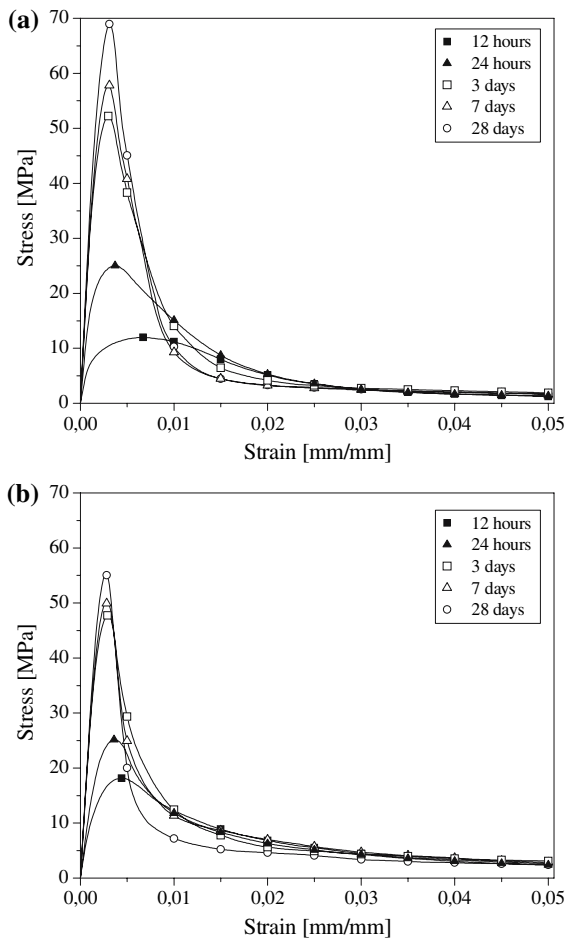 (a)
70
60
50
40
30
20
10
0
Stress [MPa]
12 hours
24 hours
3 days
7 days
28 days
0,00 0,01 0,02 0,03 0,04 0,05
Strain [mm/mm]
(b)
70
60
50
40
30
20
10
0
Stress [MPa]
12 hours
24 hours
3 days
7 days
28 days
0,00 0,01 0,02 0,03 0,04 0,05
Strain [mm/mm]